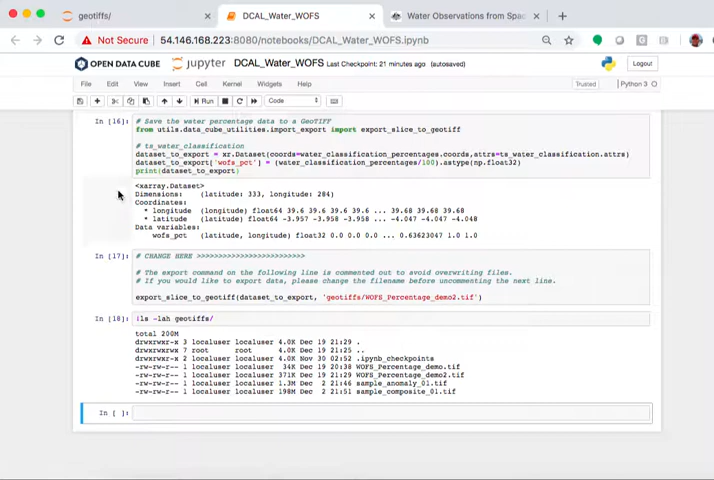 geotiffs/
DCAL_Water_WOFS
Water Observations from Spac
Not Secure 54.146.168.223:8080/notebooks/DCAL_Water_WOFS.ipynb
OPEN DATA CUBE
jupyter DCAL_Water_WOFS Last Checkpoint: 21 minutes ago (autosaved)
Logout
File Edit View Insert Cell Kernel Widgets Help
Trusted Python 3
Run Code
In [16]: # Save the water percentage data to a GeoTIFF
from utils.data_cube_utilities.import_export import export_slice_to_geotiff
# ts_water_classification
dataset_to_export = xr.Dataset(coords=water_classification_percentages.coords,attrs=ts_water_classification.attrs)
dataset_to_export['wofs_pct'] = (water_classification_percentages/100).astype(np.float32)
print(dataset_to_export)
<xarray.Dataset>
Dimensions: (latitude: 333, longitude: 284)
Coordinates:
* longitude (longitude) float64 39.6 39.6 39.6 39.6 ... 39.68 39.68 39.68
* latitude (latitude) float64 -3.957 -3.958 -3.958 ... -4.047 -4.047 -4.048
Data variables:
wofs_pct (latitude, longitude) float32 0.0 0.0 0.0 ... 0.63623047 1.0 1.0
In [17]: # CHANGE HERE >>>>>>>>>>>>>>>>>>>>>>>>>
# The export command on the following line is commented out to avoid overwriting files.
# If you would like to export data, please change the filename before uncommenting the next line.
export_slice_to_geotiff(dataset_to_export, 'geotiffs/WOFS_Percentage_demo2.tif')
In [18]: !ls -lah geotiffs/
total 200M
drwxrwxr-x 3 localuser localuser 4.0K Dec 19 21:29 .
drwxrwxr-x 7 root root 4.0K Dec 19 21:25 ..
drwxrwxr-x 2 localuser localuser 4.0K Nov 30 02:52 .ipynb_checkpoints
-rw-rw-r-- 1 localuser localuser 34K Dec 19 20:38 WOFS_Percentage_demo.tif
-rw-rw-r-- 1 localuser localuser 371K Dec 19 21:29 WOFS_Percentage_demo2.tif
-rw-rw-r-- 1 localuser localuser 1.3M Dec 2 21:46 sample_anomaly_01.tif
-rw-rw-r-- 1 localuser localuser 198M Dec 2 21:51 sample_composite_01.tif
In [ ]: